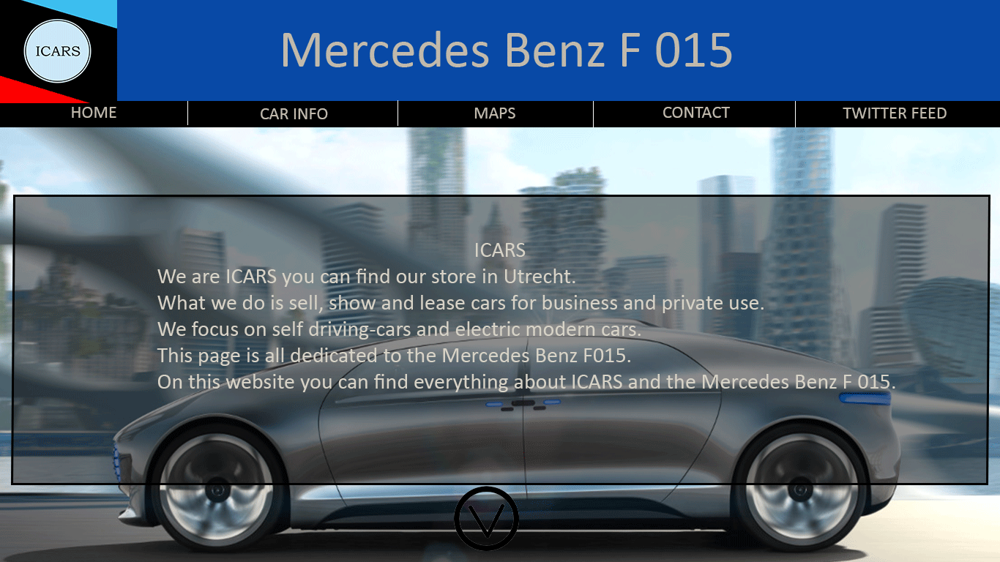 ICARS
Mercedes Benz F 015
HOME
CAR INFO
MAPS
CONTACT
TWITTER FEED
ICARS
We are ICARS you can find our store in Utrecht.
What we do is sell, show and lease cars for business and private use.
We focus on self driving-cars and electric modern cars.
This page is all dedicated to the Mercedes Benz F015.
On this website you can find everything about ICARS and the Mercedes Benz F 015.